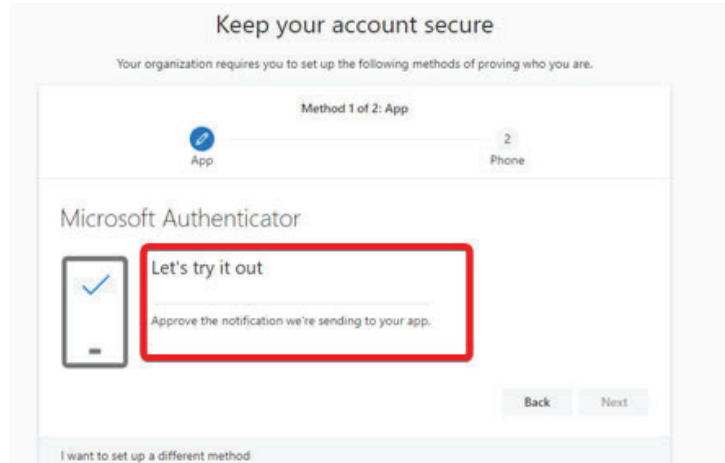 Keep your account secure
Your organization requires you to set up the following methods of proving who you are.
Method 1 of 2: App
2
App
Phone
Microsoft Authenticator
Let's try it out
Approve the notification we're sending to your app.
Back
Next
I want to set up a different method